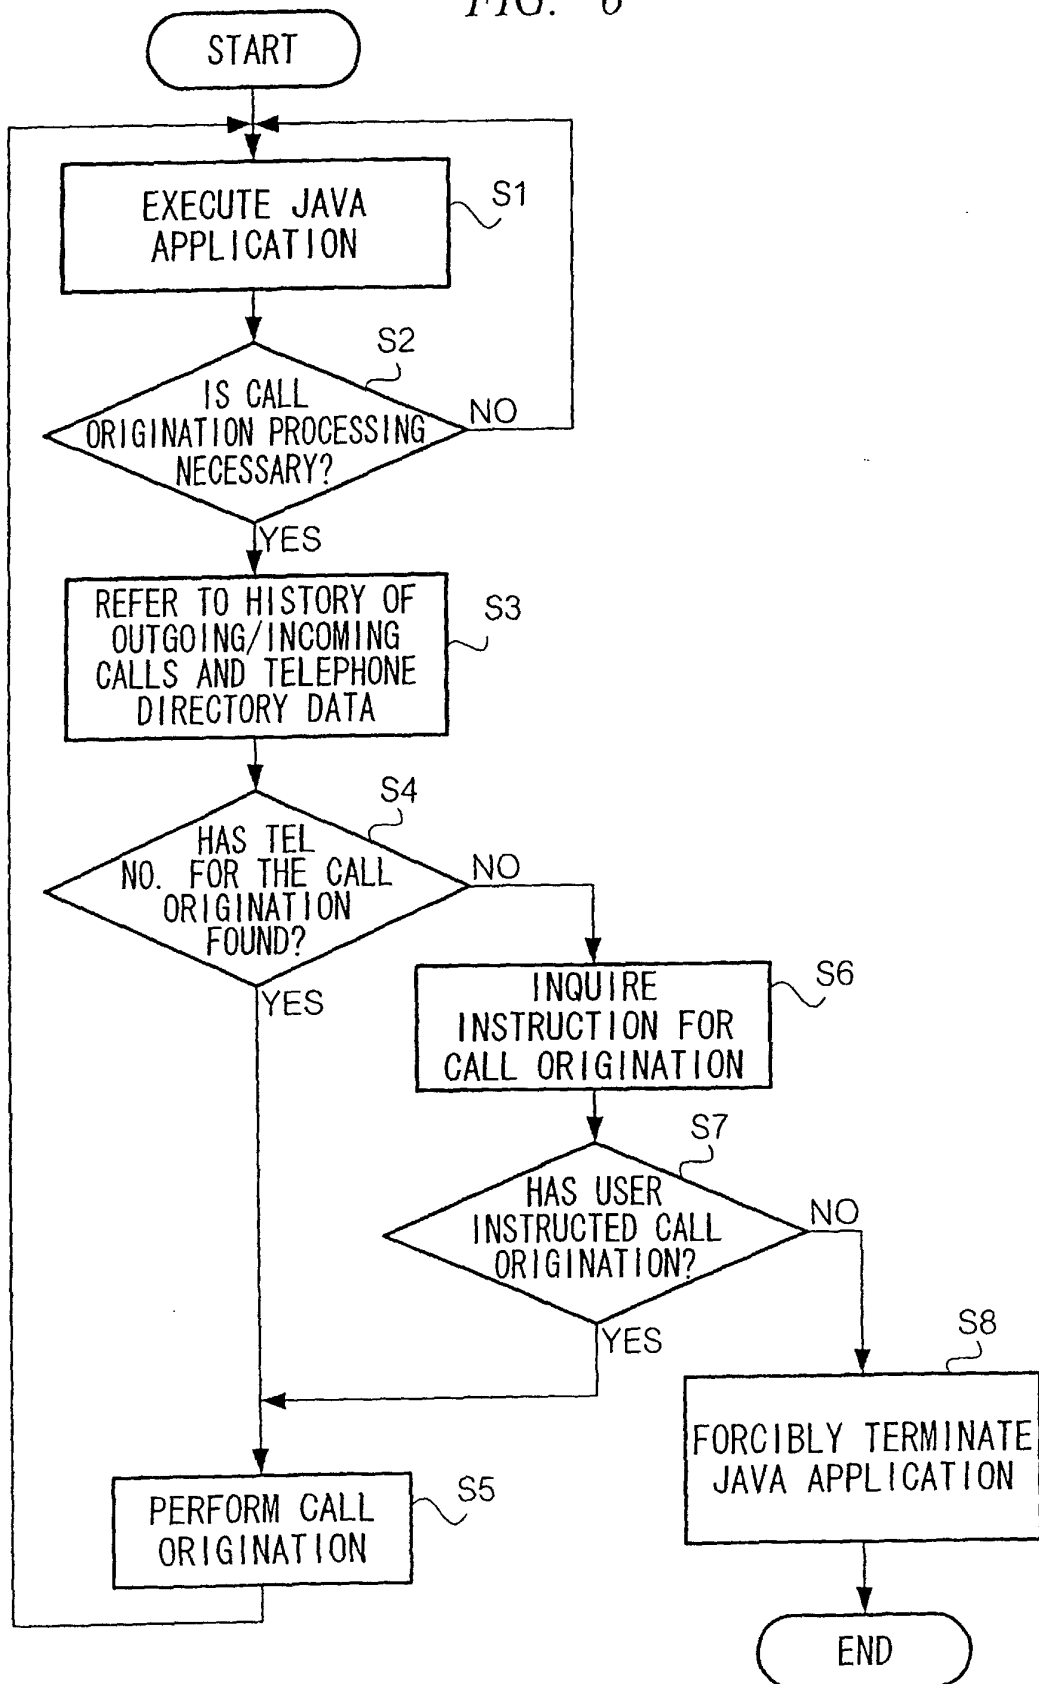 FIG. 6
START
EXECUTE JAVA
APPLICATION
S1
S2
IS CALL
ORIGINATION PROCESSING
NECESSARY?
NO
YES
REFER TO HISTORY OF
OUTGOING/INCOMING
CALLS AND TELEPHONE
DIRECTORY DATA
S3
S4
HAS TEL
NO. FOR THE CALL
ORIGINATION
FOUND?
NO
YES
INQUIRE
INSTRUCTION FOR
CALL ORIGINATION
S6
S7
HAS USER
INSTRUCTED CALL
ORIGINATION?
NO
YES
S8
FORCIBLY TERMINATE
JAVA APPLICATION
PERFORM CALL
ORIGINATION
S5
END